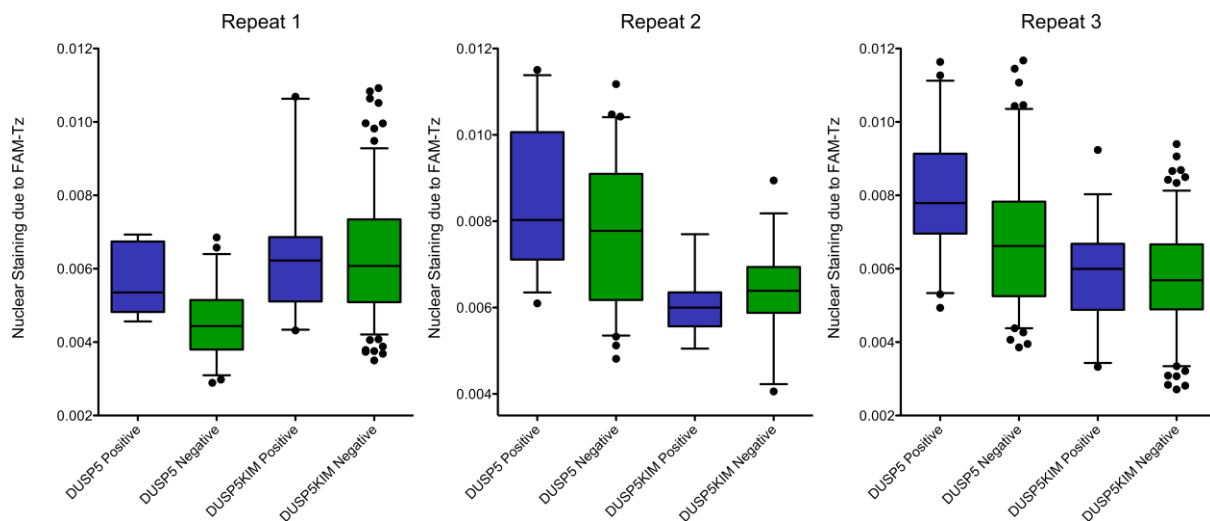 Repeat 1
Nuclear Staining due to FAM-Tz
0.012
0.010
0.008
0.006
0.004
0.002
DUSP5 Positive
DUSP5 Negative
DUSP5KIM Positive
DUSP5KIM Negative
Repeat 2
Nuclear Staining due to FAM-Tz
0.012
0.010
0.008
0.006
0.004
DUSP5 Positive
DUSP5 Negative
DUSP5KIM Positive
DUSP5KIM Negative
Repeat 3
Nuclear Staining due to FAM-Tz
0.012
0.010
0.008
0.006
0.004
0.002
DUSP5 Positive
DUSP5 Negative
DUSP5KIM Positive
DUSP5KIM Negative